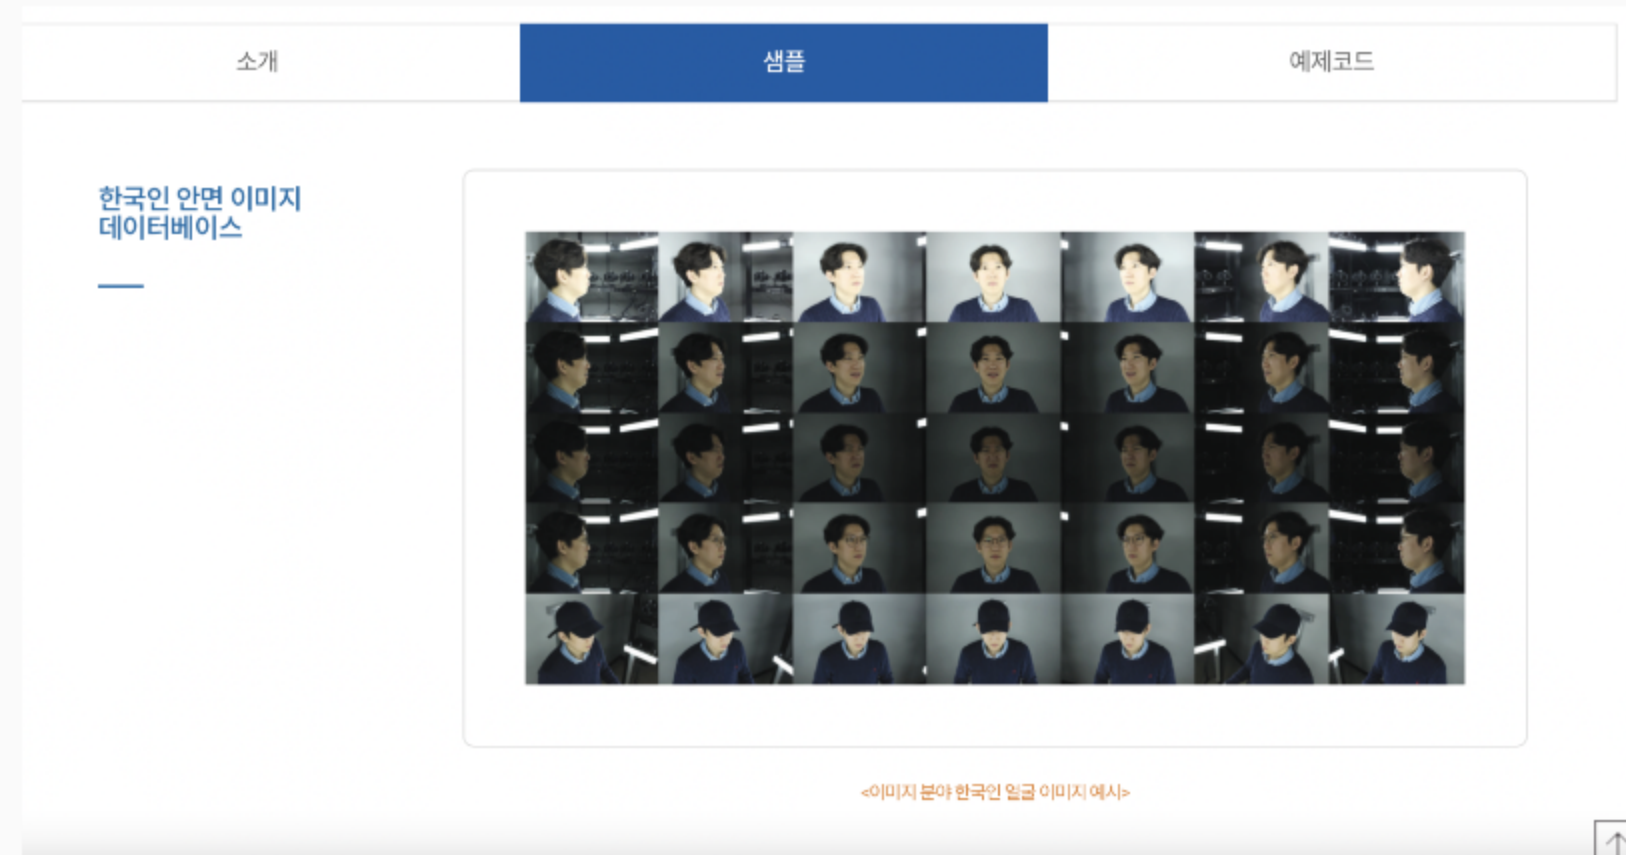 소개
샘플
예제코드
한국인 안면 이미지
데이터베이스
<이미지 분야 한국인 얼굴 이미지 예시>